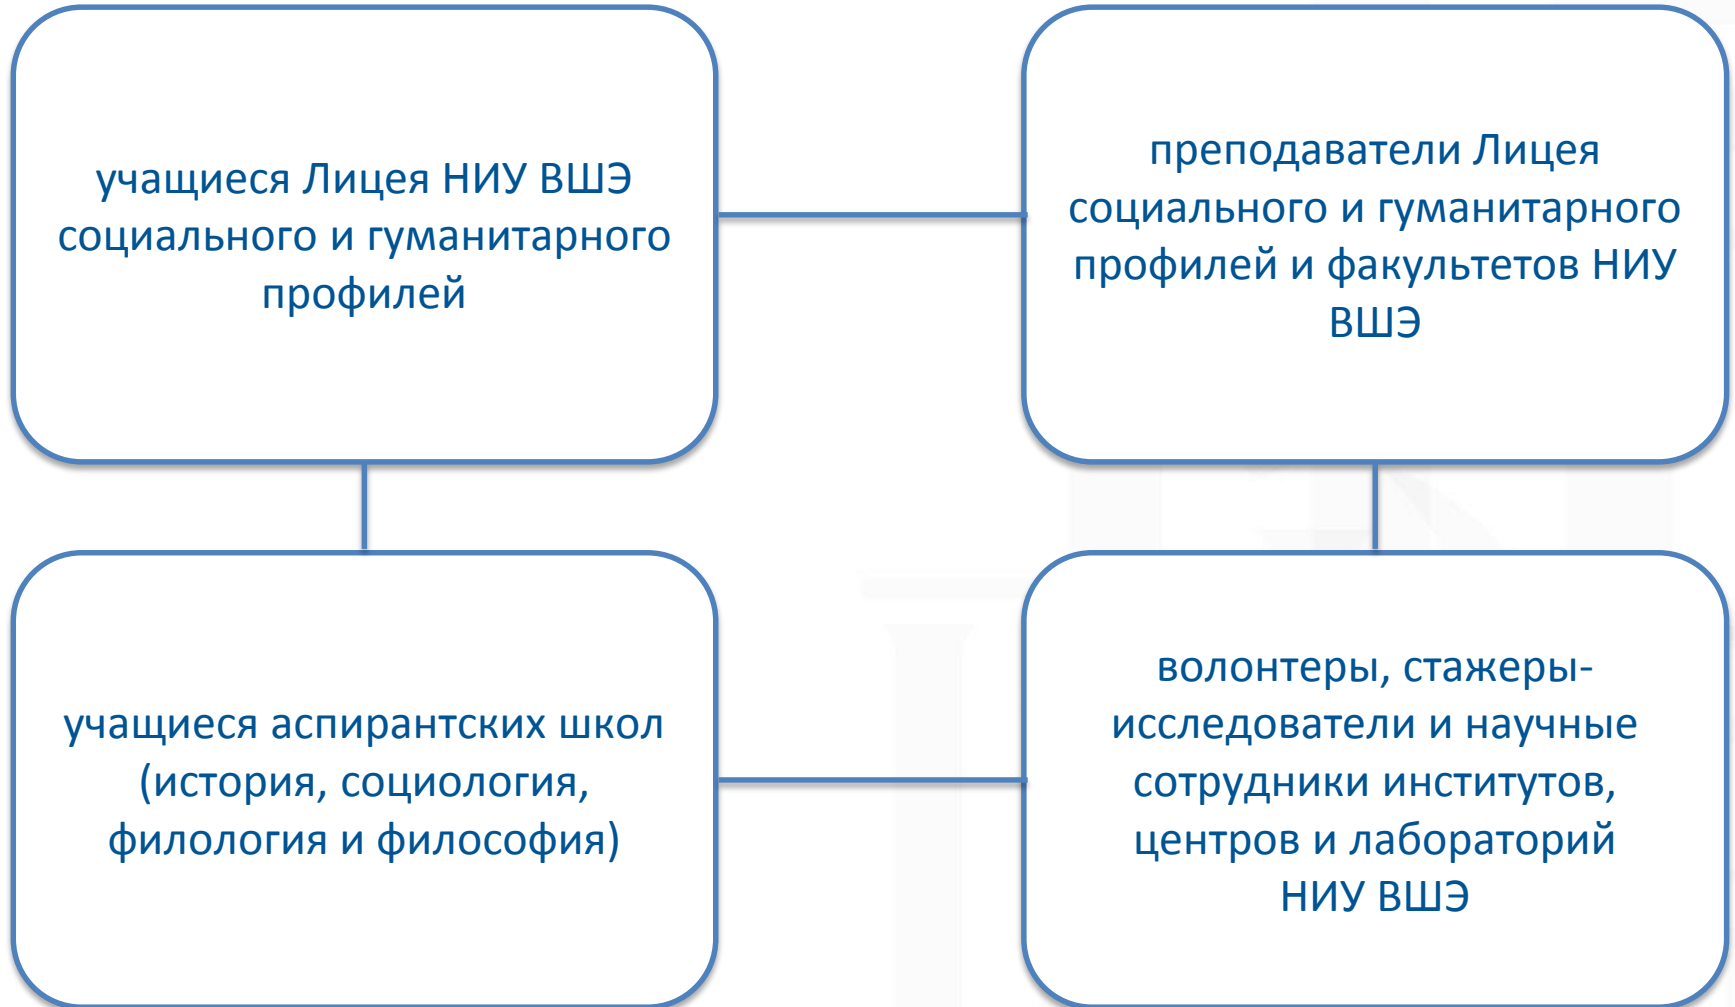 учащиеся Лицея НИУ ВШЭ
социального и гуманитарного
профилей
преподаватели Лицея
социального и гуманитарного
профилей и факультетов НИУ
ВШЭ
учащиеся аспирантских школ
(история, социология,
филология и философия)
волонтеры, стажеры-
исследователи и научные
сотрудники институтов,
центров и лабораторий
НИУ ВШЭ